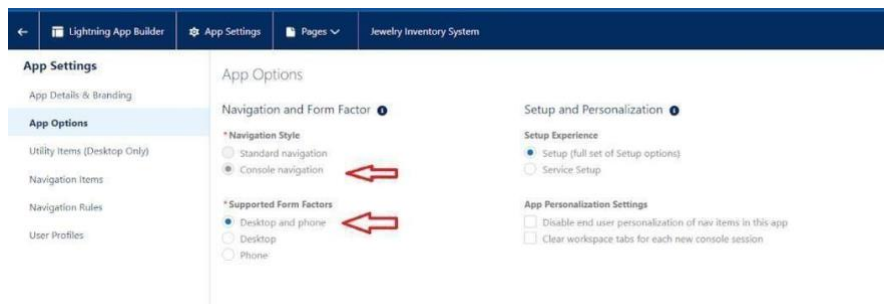 Lightning App Builder
App Settings
Pages
Jewelry Inventory System
App Settings
App Details & Branding
App Options
Utility Items (Desktop Only)
Navigation Items
Navigation Rules
User Profiles
App Options
Navigation and Form Factor
*Navigation Style
Standard navigation
Console navigation
*Supported Form Factors
Desktop and phone
Desktop
Phone
Setup and Personalization
Setup Experience
Setup (full set of Setup options)
Service Setup
App Personalization Settings
Disable end user personalization of nav items in this app
Clear workspace tabs for each new console session